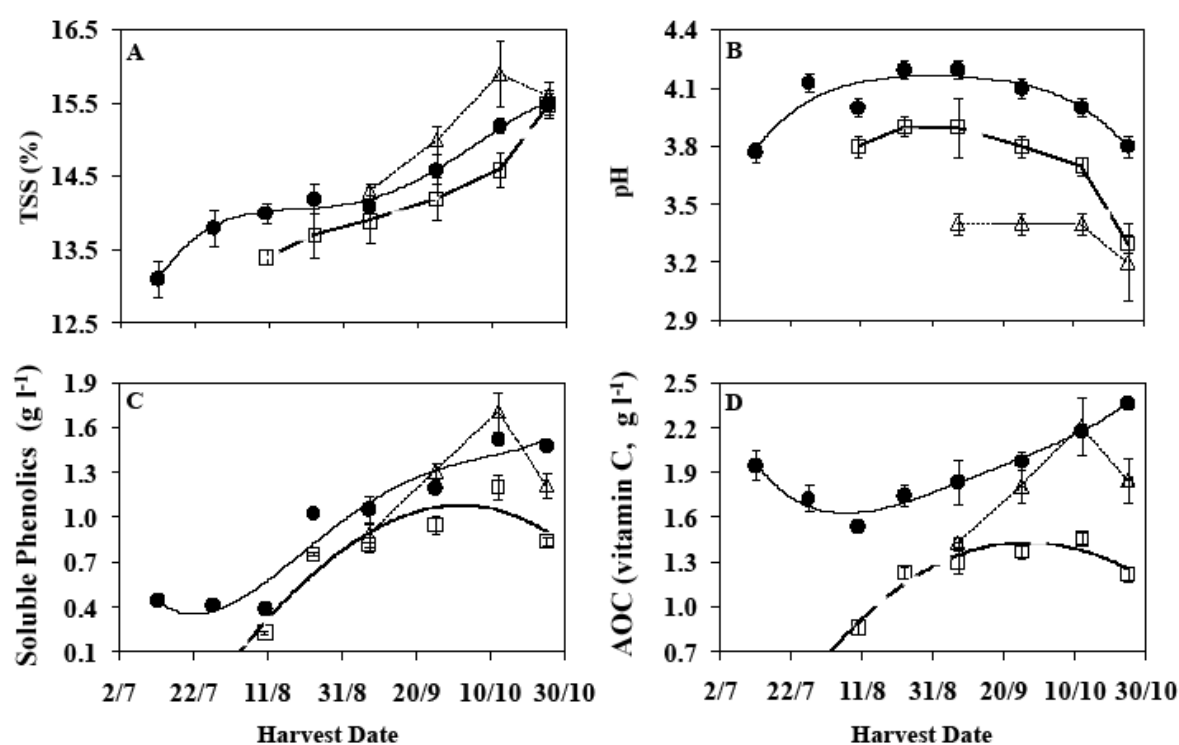 A
TSS (%)
16.5
15.5
14.5
13.5
12.5
B
pH
4.4
4.1
3.8
3.5
3.2
2.9
C
Soluble Phenolics (g l-1)
1.9
1.6
1.3
1.0
0.7
0.4
0.1
2/7 22/7 11/8 31/8 20/9 10/10 30/10
Harvest Date
D
AOC (vitamin C, g l-1)
2.5
2.2
1.9
1.6
1.3
1.0
0.7
2/7 22/7 11/8 31/8 20/9 10/10 30/10
Harvest Date